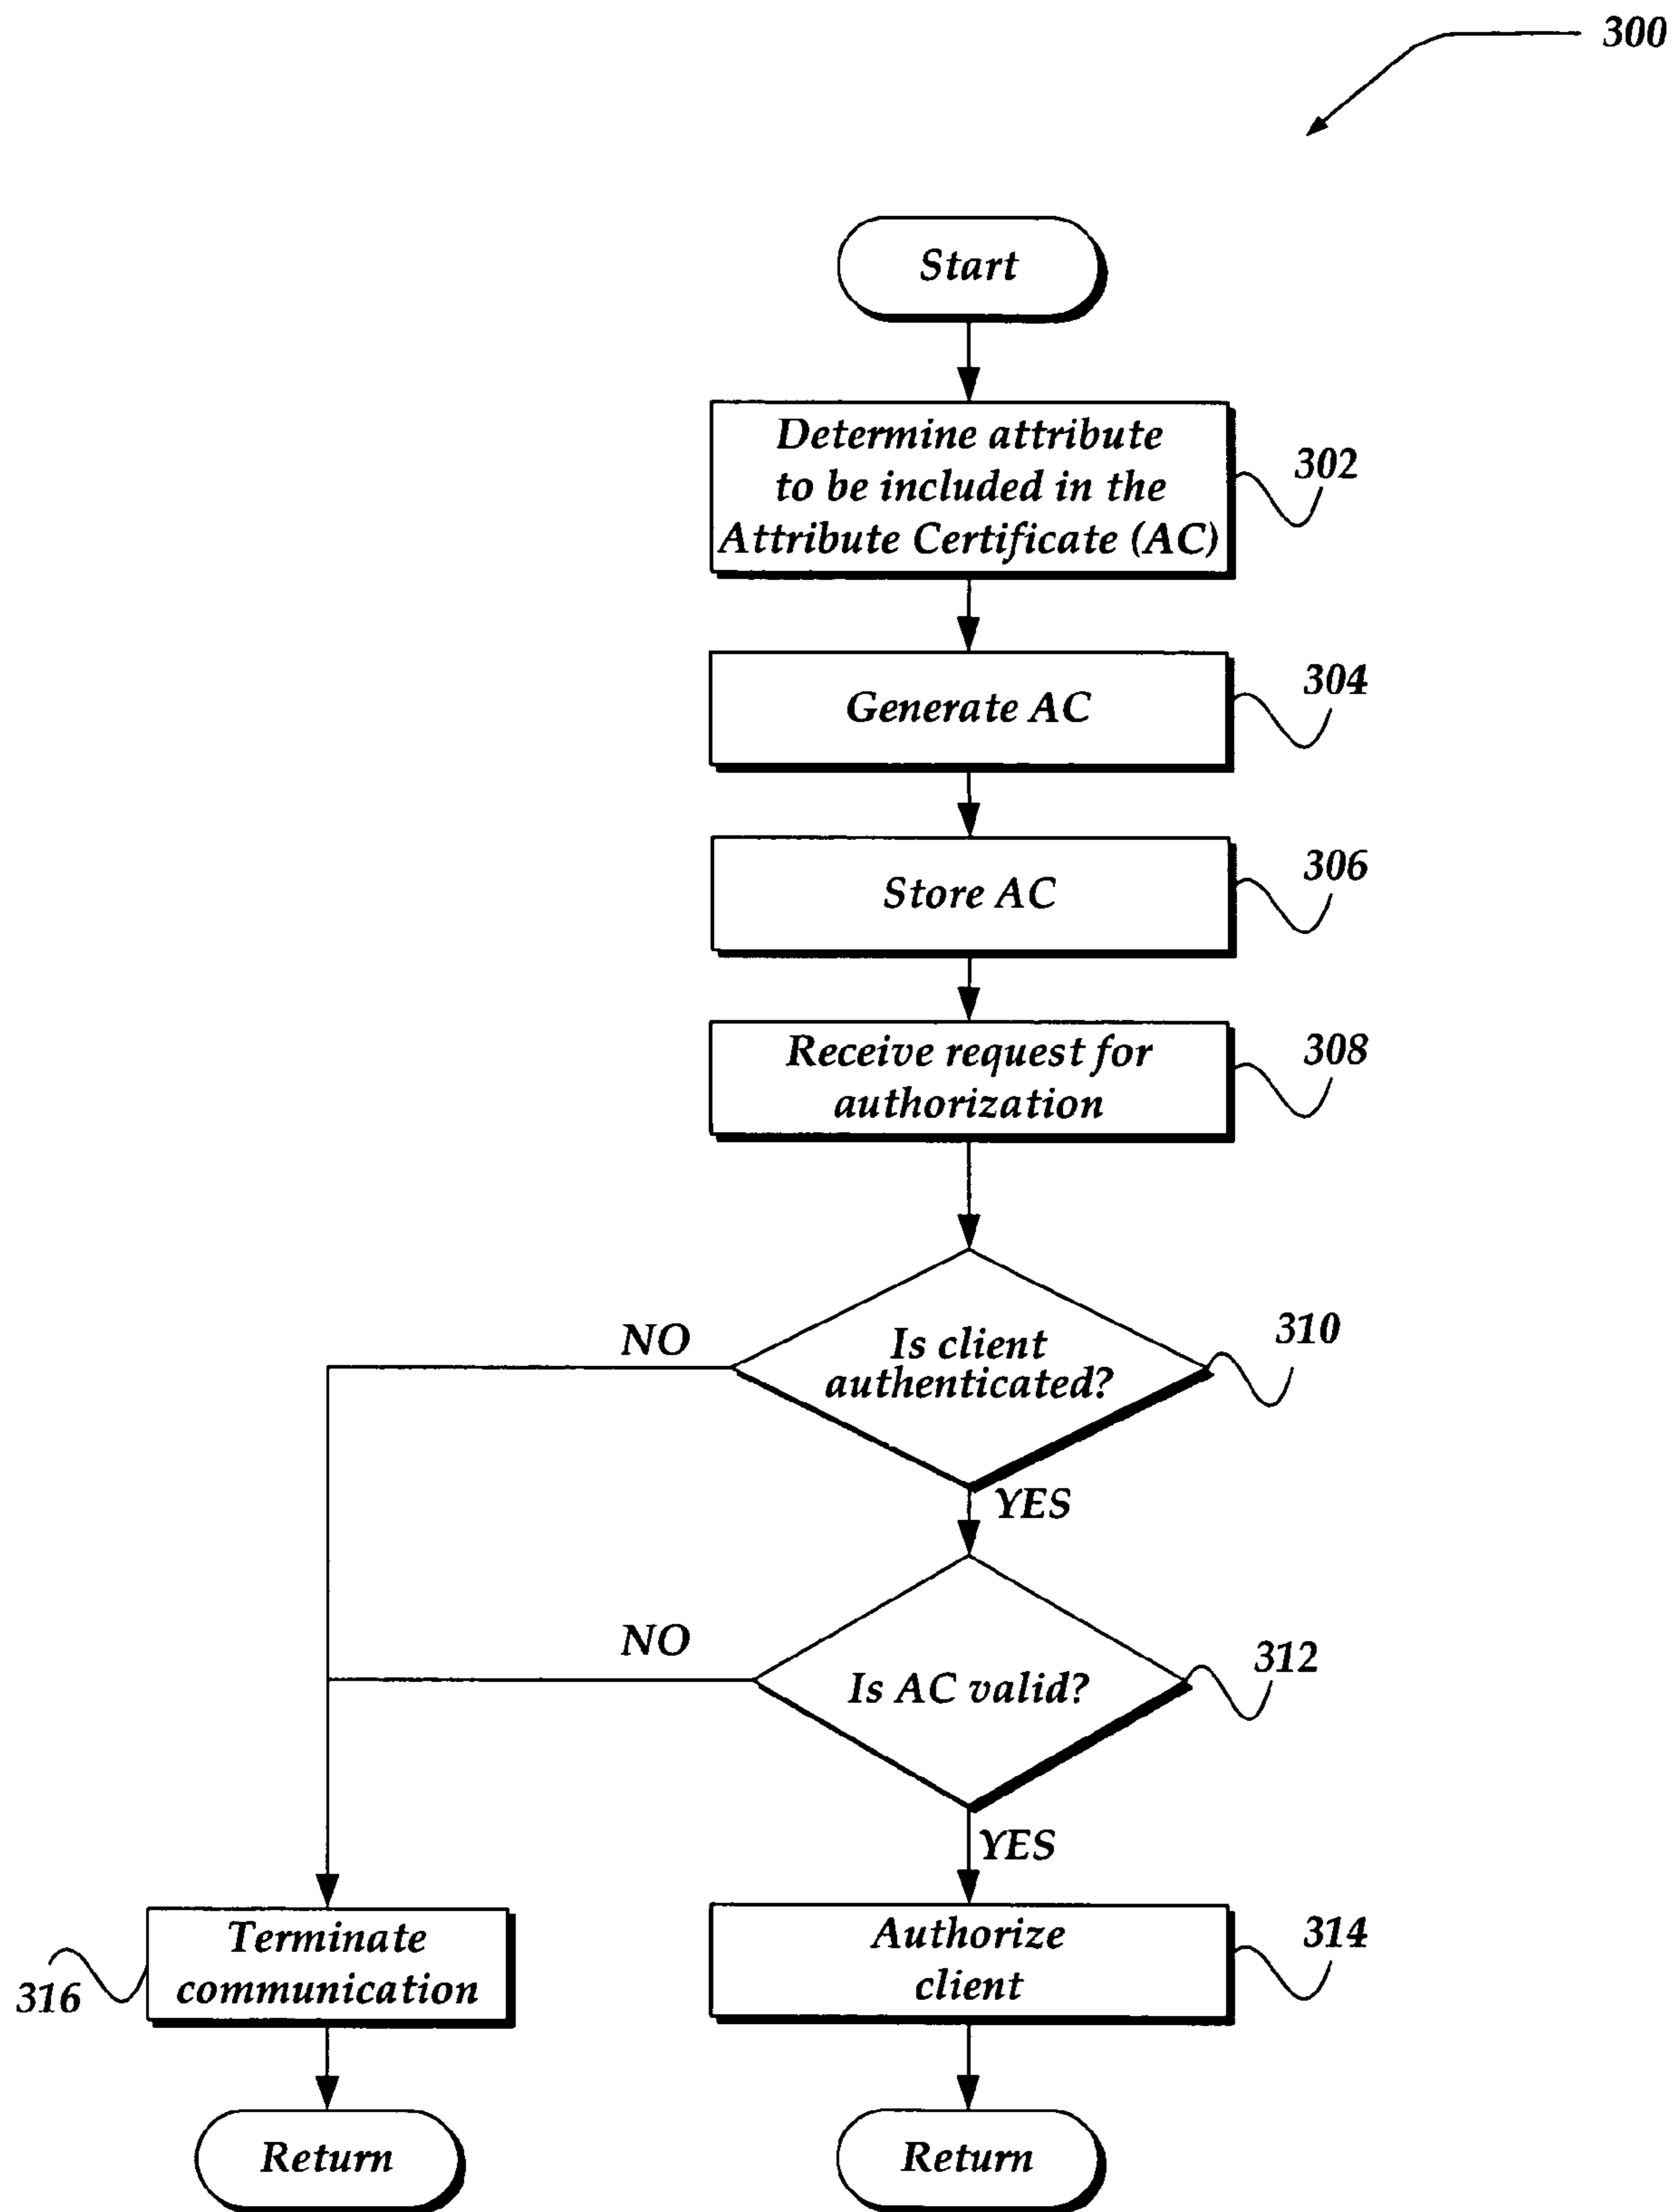 300
Start
Determine attribute
to be included in the
Attribute Certificate (AC)
302
Generate AC
304
Store AC
306
Receive request for
authorization
308
Is client
authenticated?
310
NO
YES
Is AC valid?
312
NO
YES
Terminate
communication
316
Authorize
client
314
Return
Return